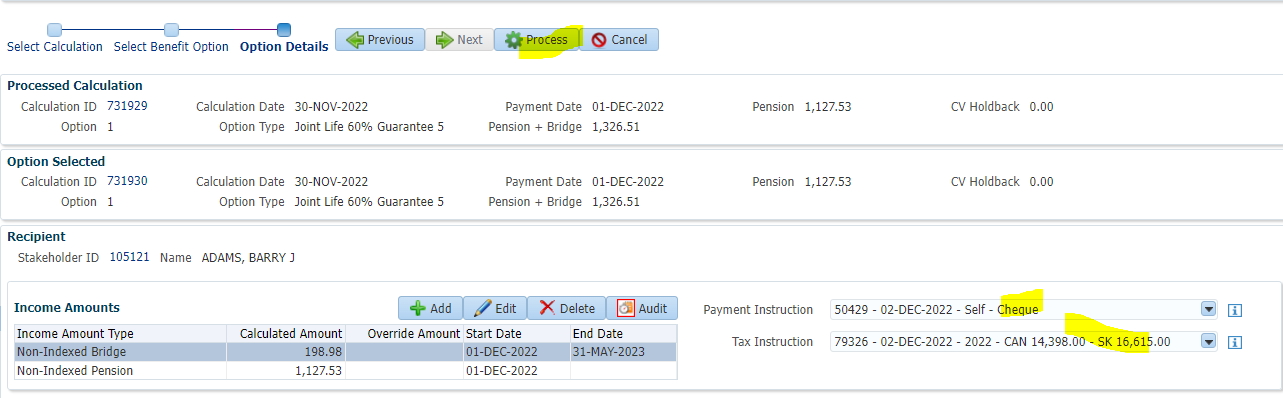 Select Calculation Select Benefit Option Option Details Previous Next Process Cancel
Processed Calculation
Calculation ID 731929 Calculation Date 30-NOV-2022 Payment Date 01-DEC-2022 Pension 1,127.53 CV Holdback 0.00
Option 1 Option Type Joint Life 60% Guarantee 5 Pension + Bridge 1,326.51
Option Selected
Calculation ID 731930 Calculation Date 30-NOV-2022 Payment Date 01-DEC-2022 Pension 1,127.53 CV Holdback 0.00
Option 1 Option Type Joint Life 60% Guarantee 5 Pension + Bridge 1,326.51
Recipient
Stakeholder ID 105121 Name ADAMS, BARRY J
Income Amounts Add Edit Delete Audit
Income Amount Type Calculated Amount Override Amount Start Date End Date
Non-Indexed Bridge 198.98 01-DEC-2022 31-MAY-2023
Non-Indexed Pension 1,127.53 01-DEC-2022
Payment Instruction 50429 - 02-DEC-2022 - Self - Cheque
Tax Instruction 79326 - 02-DEC-2022 - 2022 - CAN 14,398.00 - SK 16,615.00